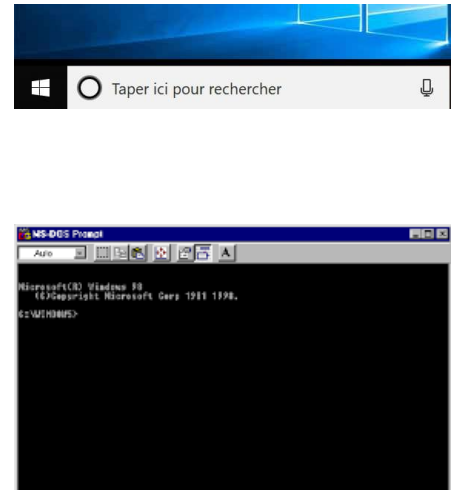 Taper ici pour rechercher
MS-DOS Prompt
Auto
A
Microsoft(R) Windows 98
(C)Copyright Microsoft Corp 1981-1998.
C:\WINDOWS>